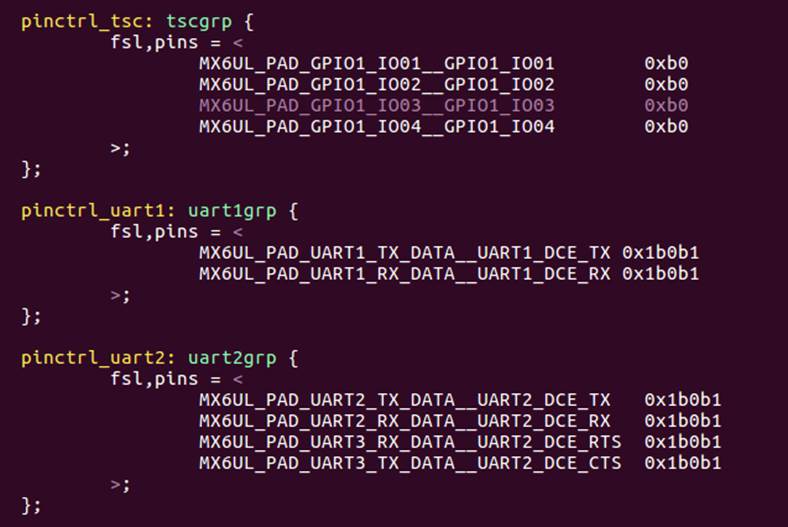 pinctrl_tsc: tscgrp {
fsl,pins = <
MX6UL_PAD_GPIO1_IO01__GPIO1_IO01 0xb0
MX6UL_PAD_GPIO1_IO02__GPIO1_IO02 0xb0
MX6UL_PAD_GPIO1_IO03__GPIO1_IO03 0xb0
MX6UL_PAD_GPIO1_IO04__GPIO1_IO04 0xb0
>;
};
pinctrl_uart1: uart1grp {
fsl,pins = <
MX6UL_PAD_UART1_TX_DATA__UART1_DCE_TX 0x1b0b1
MX6UL_PAD_UART1_RX_DATA__UART1_DCE_RX 0x1b0b1
>;
};
pinctrl_uart2: uart2grp {
fsl,pins = <
MX6UL_PAD_UART2_TX_DATA__UART2_DCE_TX 0x1b0b1
MX6UL_PAD_UART2_RX_DATA__UART2_DCE_RX 0x1b0b1
MX6UL_PAD_UART3_RX_DATA__UART2_DCE_RTS 0x1b0b1
MX6UL_PAD_UART3_TX_DATA__UART2_DCE_CTS 0x1b0b1
>;
};